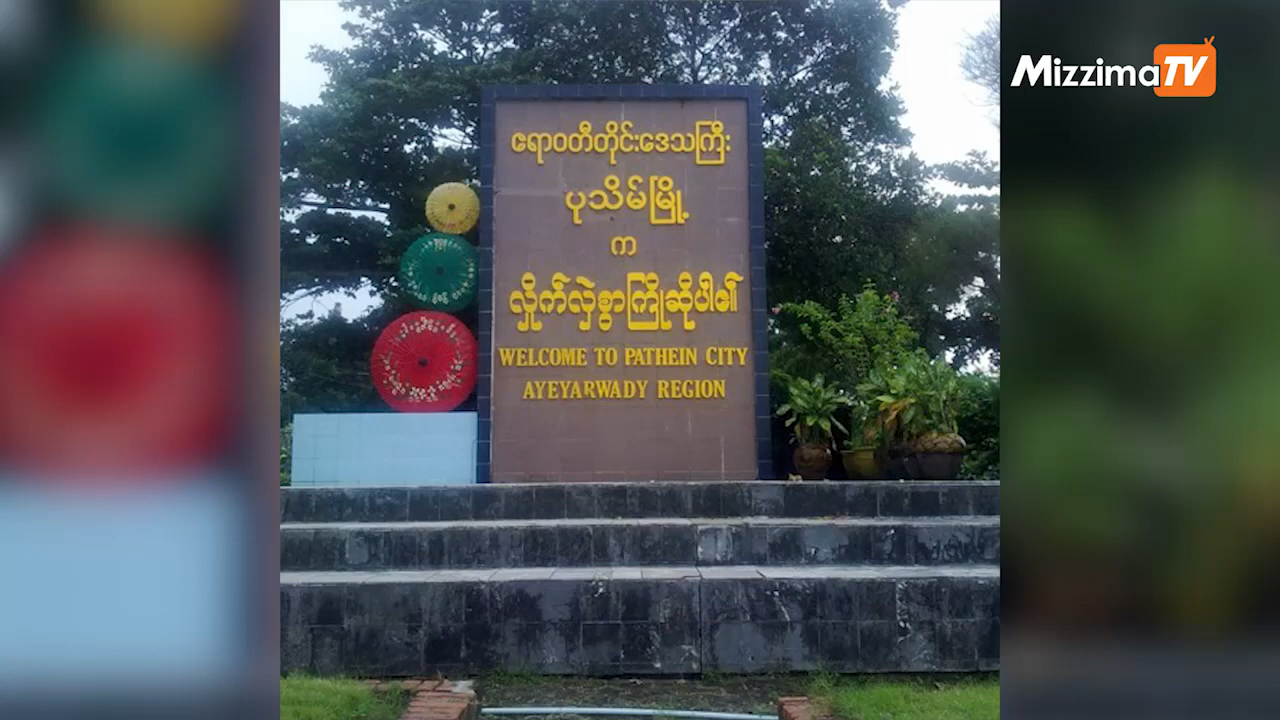 MizzimaTV
ဧရာဝတီတိုင်းဒေသကြီး
ပုသိမ်မြို့
က
လှိုက်လှဲစွာကြိုဆိုပါ၏
WELCOME TO PATHEIN CITY
AYEYARWADY REGION